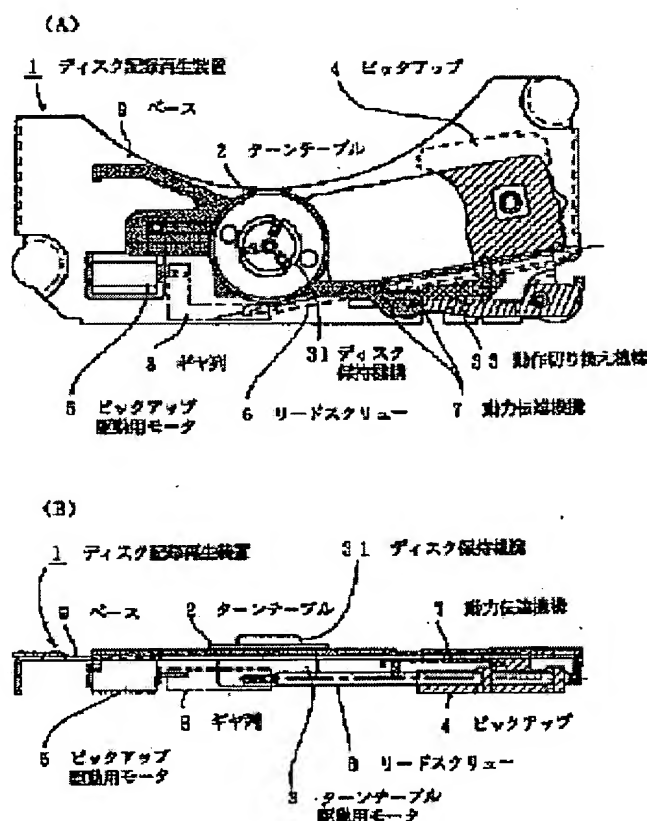 (A)
1 ディスク記録再生装置
4 ピックアップ
9 ベース
2 ターンテーブル
8 ギヤ列
31 ディスク
保持機構
33 動作切り換え機構
5 ピックアップ
駆動用モータ
6 リードスクリュー
7 動力伝達機構
(B)
1 ディスク記録再生装置
31 ディスク保持機構
9 ベース
2 ターンテーブル
7 動力伝達機構
8 ギヤ列
4 ピックアップ
5 ピックアップ
駆動用モータ
6 リードスクリュー
3 ターンテーブル
駆動用モータ